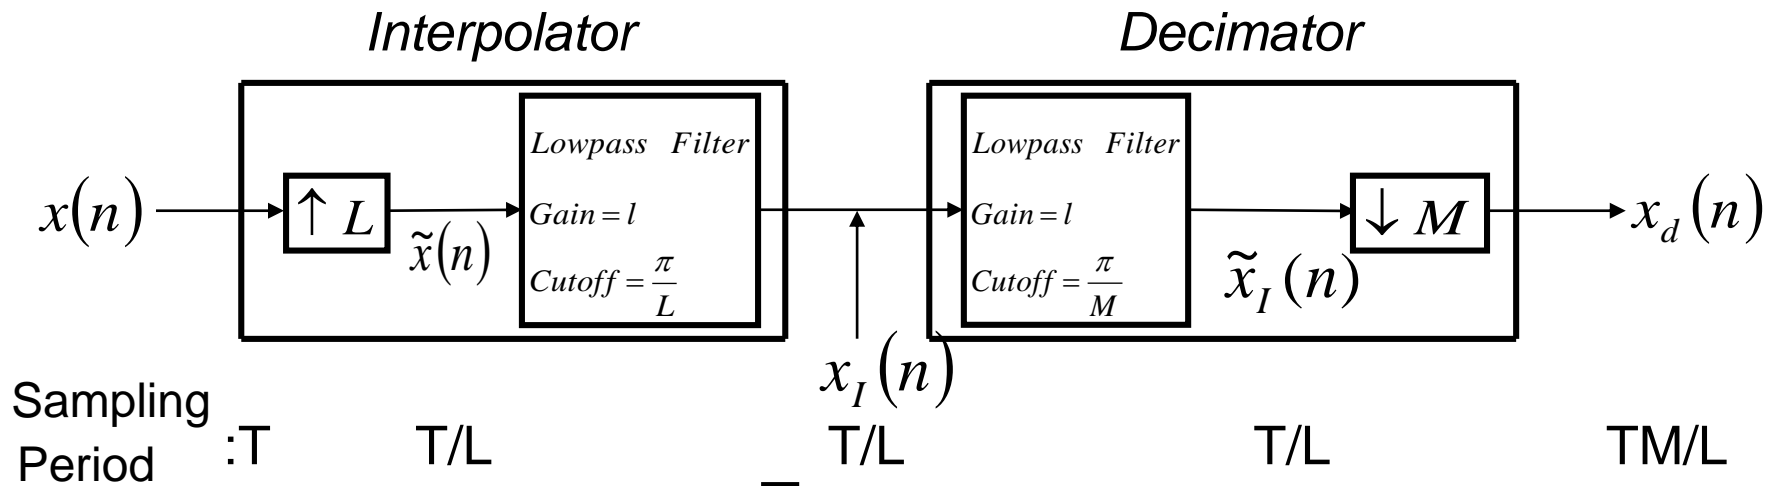 Interpolator
Decimator
x(n)
↑ L
x̃(n)
Lowpass Filter
Gain = l
Cutoff = π/L
x_I(n)
Lowpass Filter
Gain = l
Cutoff = π/M
x̃_I(n)
↓ M
x_d(n)
Sampling
Period :T T/L _ T/L T/L TM/L